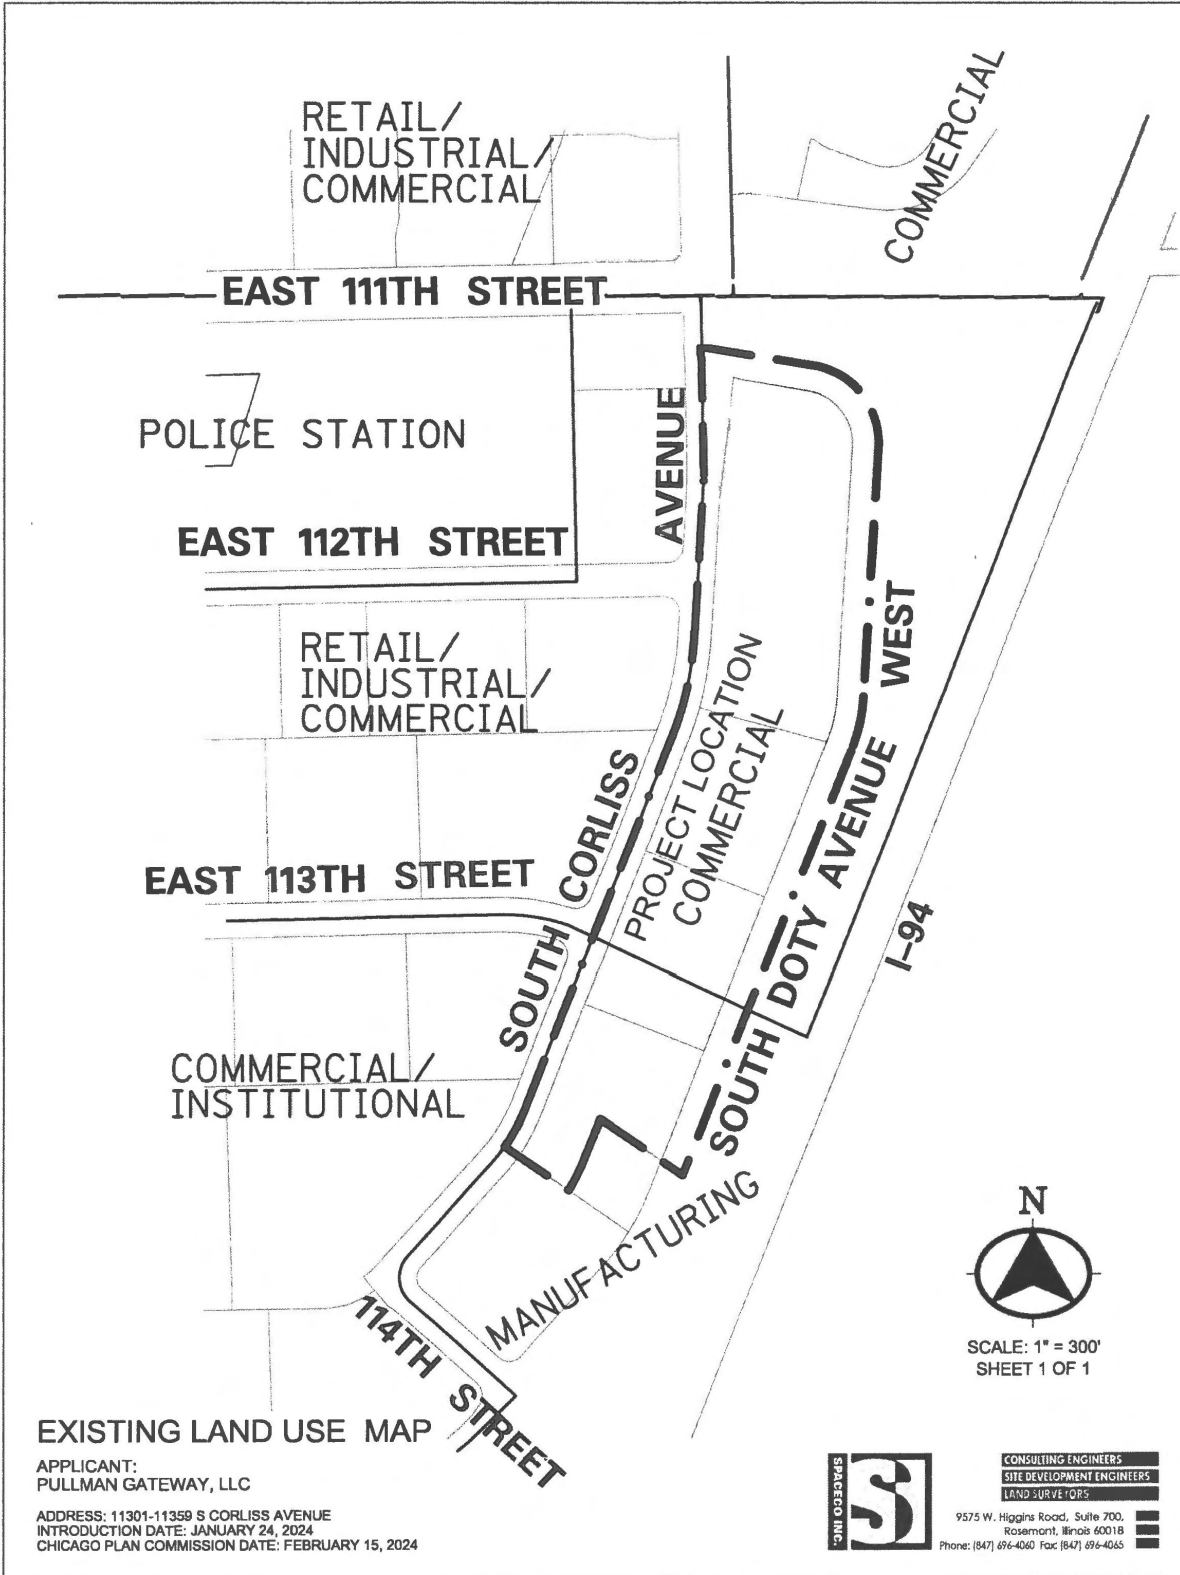 RETAIL/
INDUSTRIAL/
COMMERCIAL
COMMERCIAL
EAST 111TH STREET
POLICE STATION
AVENUE
EAST 112TH STREET
WEST
RETAIL/
INDUSTRIAL/
COMMERCIAL
PROJECT LOCATION
COMMERCIAL
SOUTH CORLISS
EAST 113TH STREET
SOUTH DOTY AVENUE
I-94
COMMERCIAL/
INSTITUTIONAL
MANUFACTURING
114TH STREET
N
SCALE: 1" = 300'
SHEET 1 OF 1
EXISTING LAND USE MAP
APPLICANT:
PULLMAN GATEWAY, LLC
ADDRESS: 11301-11359 S CORLISS AVENUE
INTRODUCTION DATE: JANUARY 24, 2024
CHICAGO PLAN COMMISSION DATE: FEBRUARY 15, 2024
SPACECO INC.
CONSULTING ENGINEERS
SITE DEVELOPMENT ENGINEERS
LAND SURVEYORS
9575 W. Higgins Road, Suite 700,
Rosemont, Illinois 60018
Phone: (847) 696-4060 Fax: (847) 696-4065